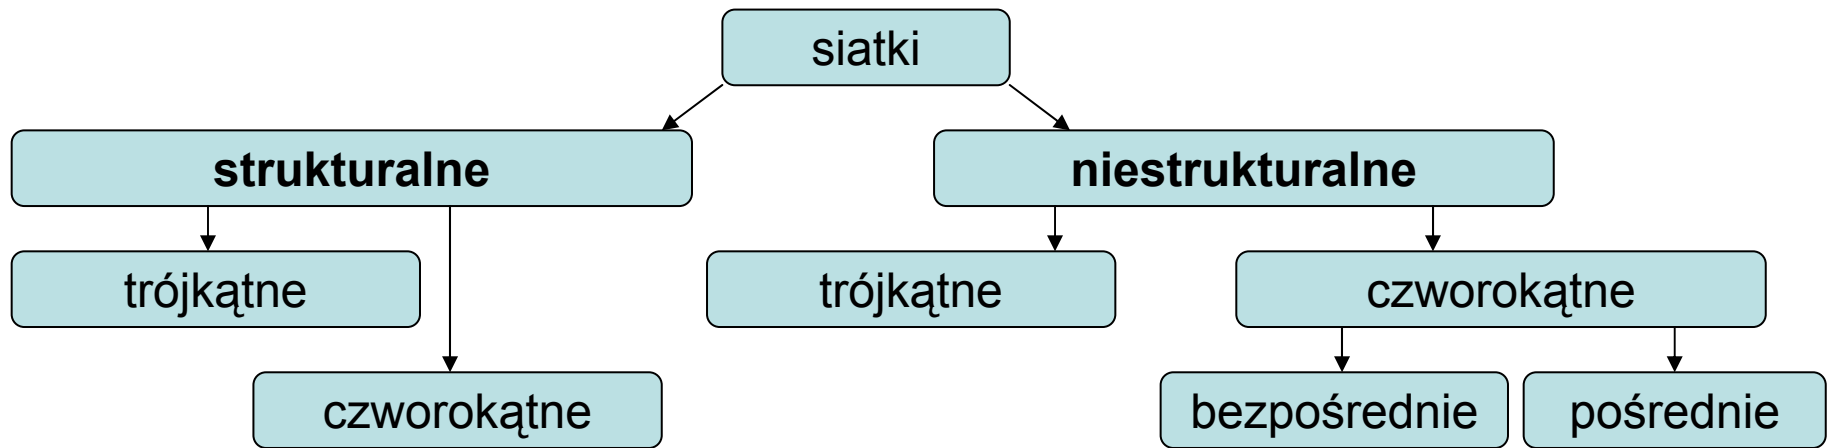 siatki
strukturalne
niestrukturalne
trójkątne
trójkątne
czworokątne
czworokątne
bezpośrednie
pośrednie